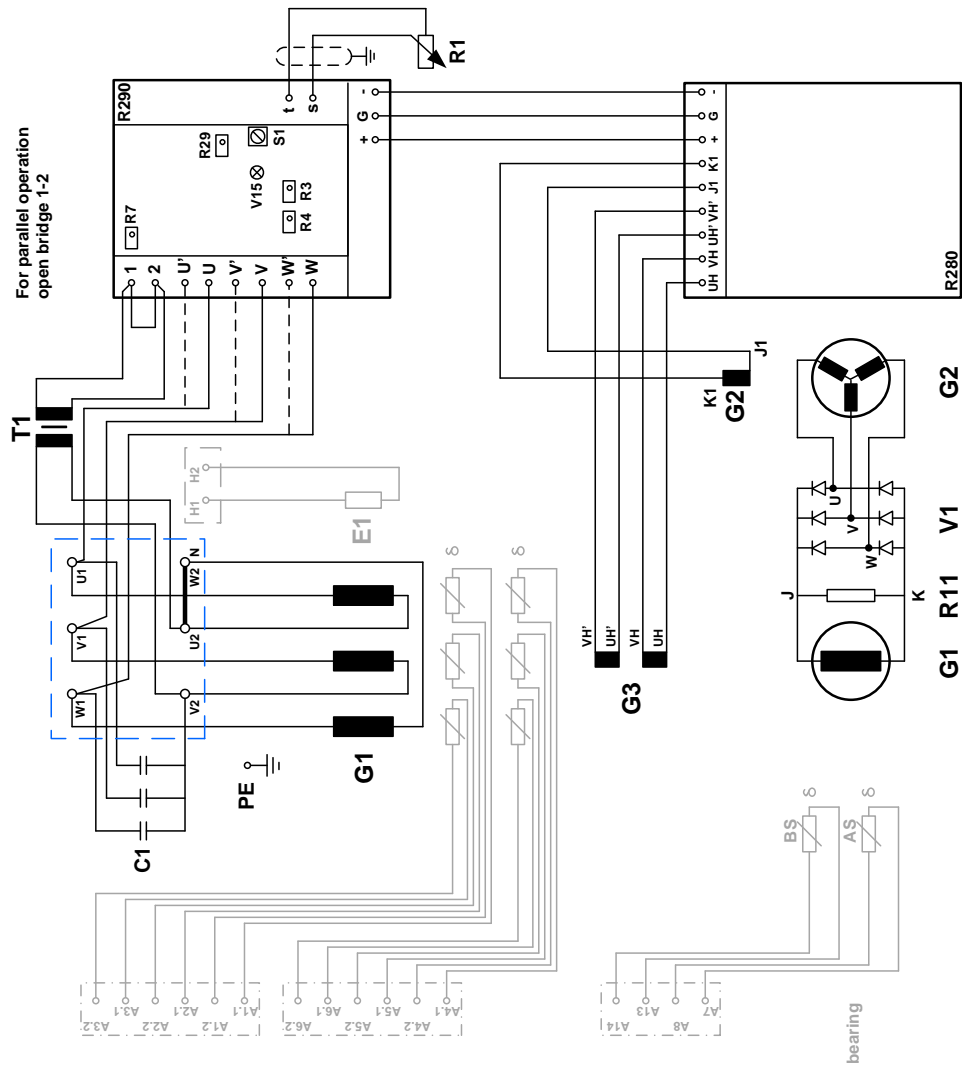 For parallel operation
open bridge 1-2
T1
R290
R7
R29
S1
V15
R3
R4
1
2
U'
U
V'
V
W'
W
t
s
R1
+
G
-
-
G
+
K1
J1
VH'
UH'
VH
UH
R280
H1
H2
E1
U1
V1
W1
N
W2
U2
V2
C1
PE
G1
VH'
UH'
VH
UH
G3
K1
G2
J1
G1
R11
V1
G2
J
K
U
V
W
A3.2
A3.1
A2.2
A2.1
A1.2
A1.1
A6.2
A6.1
A5.2
A5.1
A4.2
A4.1
A14
A13
A8
A7
BS
AS
bearing